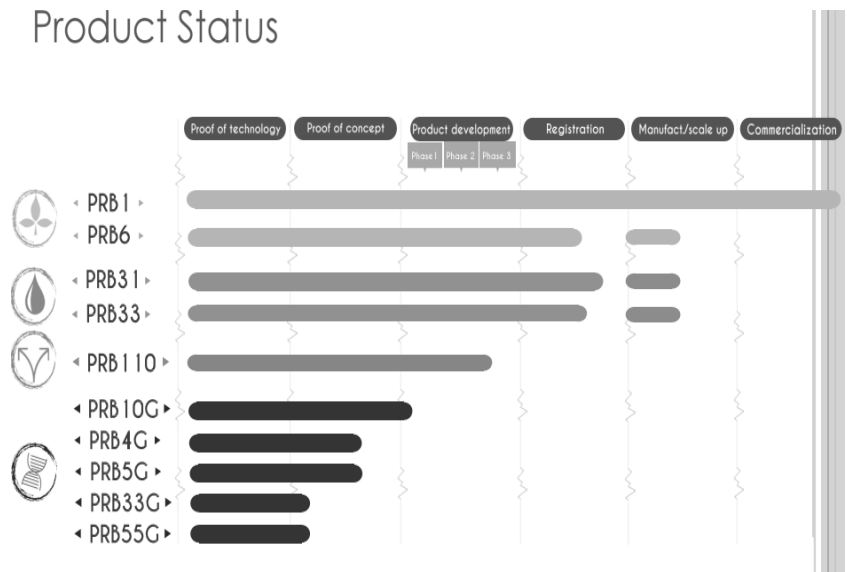 Product Status
Proof of technology Proof of concept Product development Registration Manufact./scale up Commercialization
Phase 1 Phase 2 Phase 3
PRB1
PRB6
PRB31
PRB33
PRB110
PRB10G
PRB4G
PRB5G
PRB33G
PRB55G